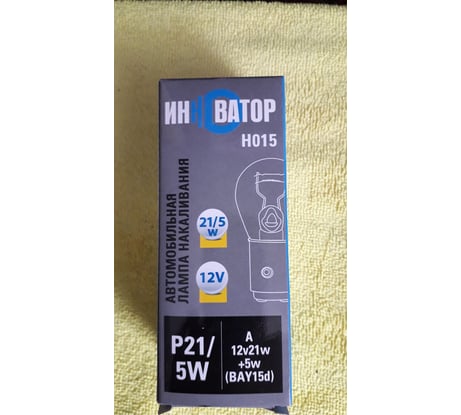 ИННОВАТОР
H015
АВТОМОБИЛЬНАЯ
ЛАМПА НАКАЛИВАНИЯ
21/5
W
12V
P21/
5W
A
12v21w
+5w
(BAY15d)